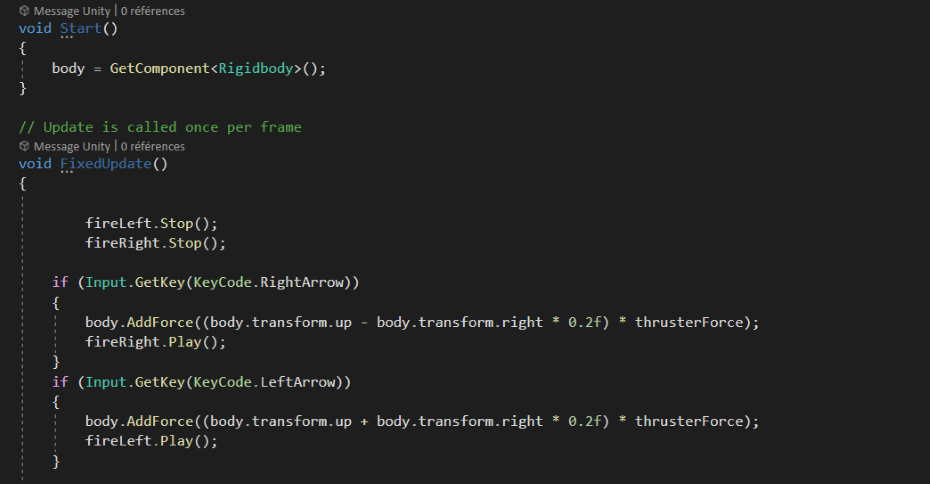 Message Unity | 0 références
void Start()
{
body = GetComponent<Rigidbody>();
}
// Update is called once per frame
Message Unity | 0 références
void FixedUpdate()
{
fireLeft.Stop();
fireRight.Stop();
if (Input.GetKey(KeyCode.RightArrow))
{
body.AddForce((body.transform.up - body.transform.right * 0.2f) * thrusterForce);
fireRight.Play();
}
if (Input.GetKey(KeyCode.LeftArrow))
{
body.AddForce((body.transform.up + body.transform.right * 0.2f) * thrusterForce);
fireLeft.Play();
}